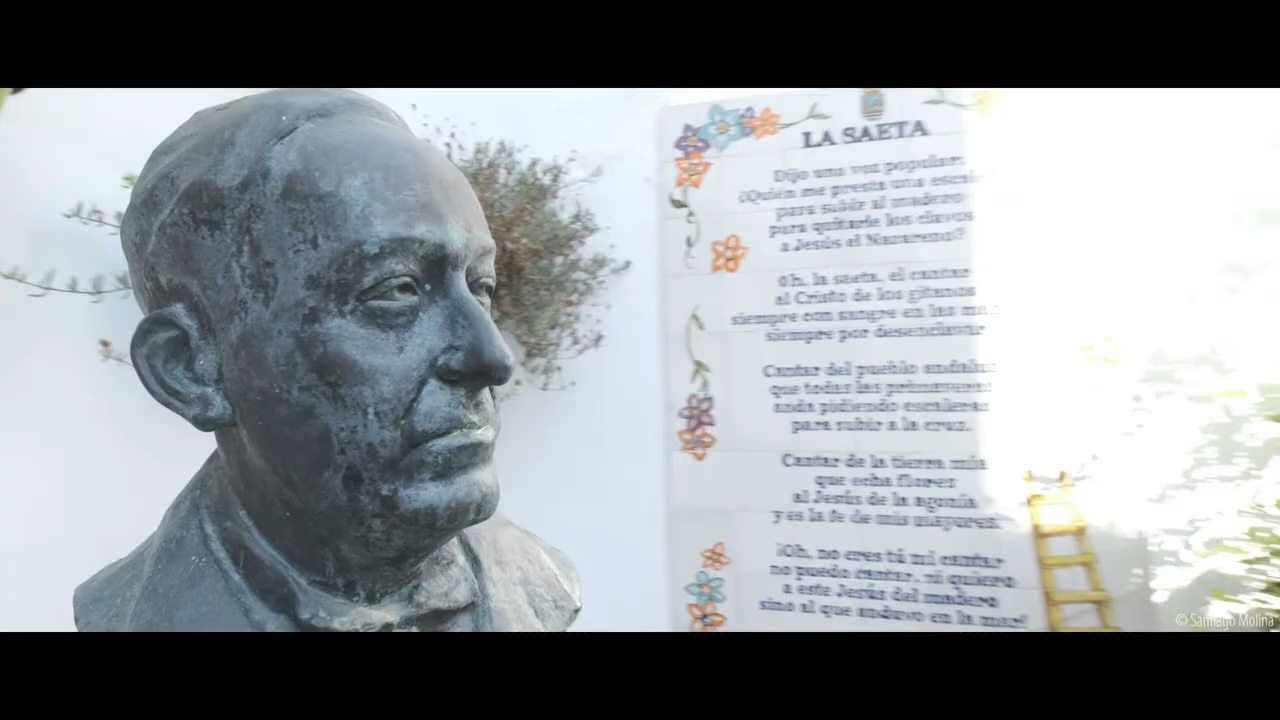 LA SAETA
Dijo una voz popular:
¿Quién me presta una
para subir al madero
para quitarle los clavos
a Jesús el Nazareno?
Oh, la saeta, el cantar
al Cristo de los gitanos
siempre con sangre en las
siempre por desenclavar
Cantar del pueblo andaluz
que todas las primaveras
anda pidiendo escaleras
para subir a la cruz.
Cantar de la tierra mía
que echa flores
al Jesús de la agonía
y es la fe de mis mayores
¡Oh, no eres tú mi cantar
no puedo cantar, ni quiero
a este Jesús del madero
sino al que anduvo en la mar!
© Santiago Molina